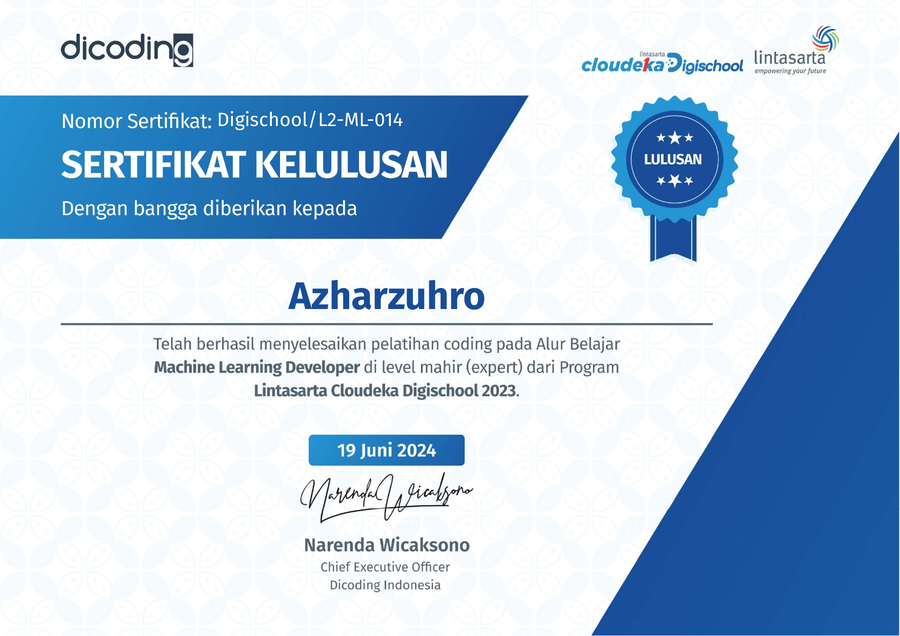 dicoding
lintasarta
cloudeka Digischool
lintasarta
empowering your future
Nomor Sertifikat: Digischool/L2-ML-014
SERTIFIKAT KELULUSAN
Dengan bangga diberikan kepada
LULUSAN
Azharzuhro
Telah berhasil menyelesaikan pelatihan coding pada Alur Belajar
Machine Learning Developer di level mahir (expert) dari Program
Lintasarta Cloudeka Digischool 2023.
19 Juni 2024
Narenda Wicaksono
Narenda Wicaksono
Chief Executive Officer
Dicoding Indonesia